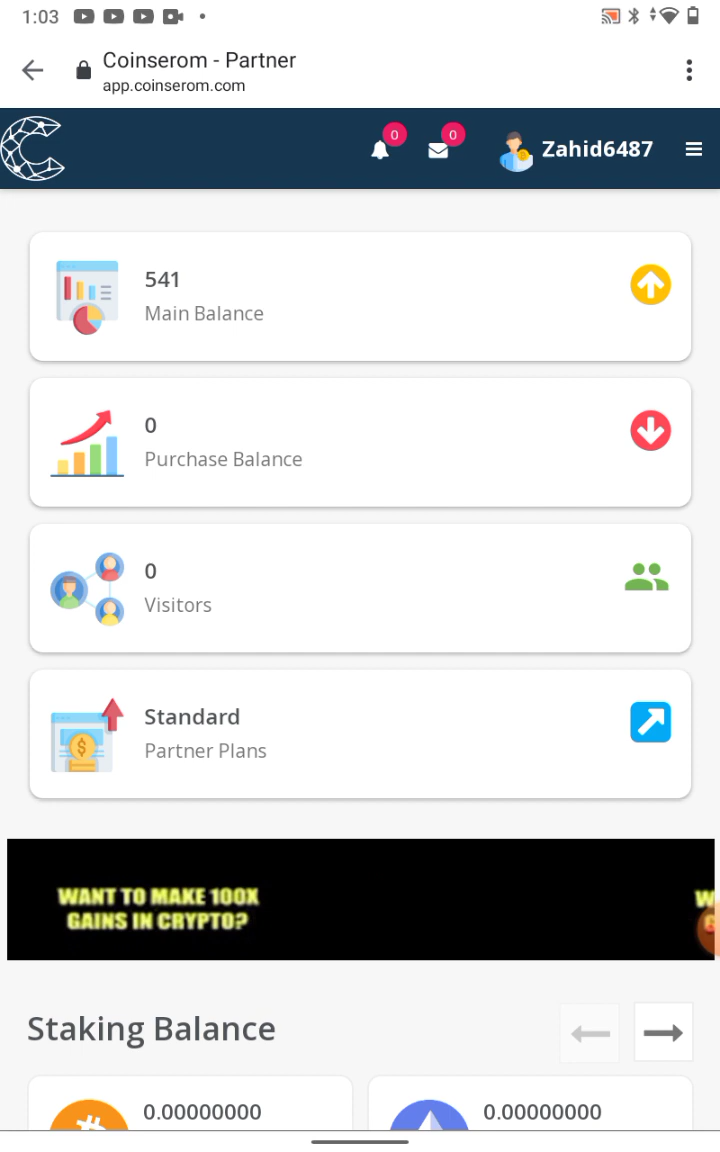 1:03
Coinserom - Partner
app.coinserom.com
0
0
Zahid6487
541
Main Balance
0
Purchase Balance
0
Visitors
Standard
Partner Plans
WANT TO MAKE 100X
GAINS IN CRYPTO?
Staking Balance
0.00000000
0.00000000